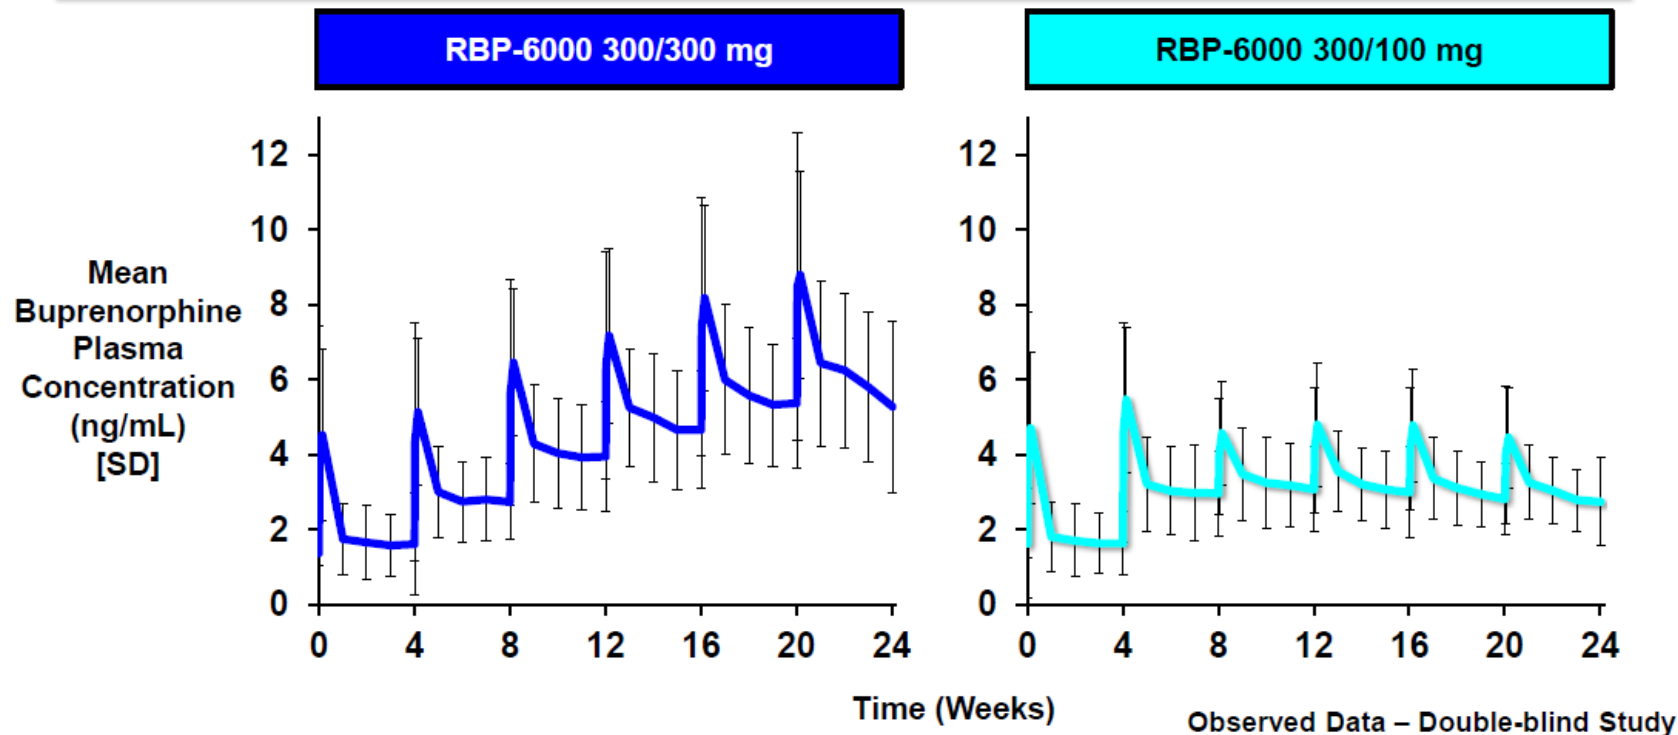 RBP-6000 300/300 mg
RBP-6000 300/100 mg
Mean
Buprenorphine
Plasma
Concentration
(ng/mL)
[SD]
12
10
8
6
4
2
0
0 4 8 12 16 20 24
12
10
8
6
4
2
0
0 4 8 12 16 20 24
Time (Weeks)
Observed Data – Double-blind Study